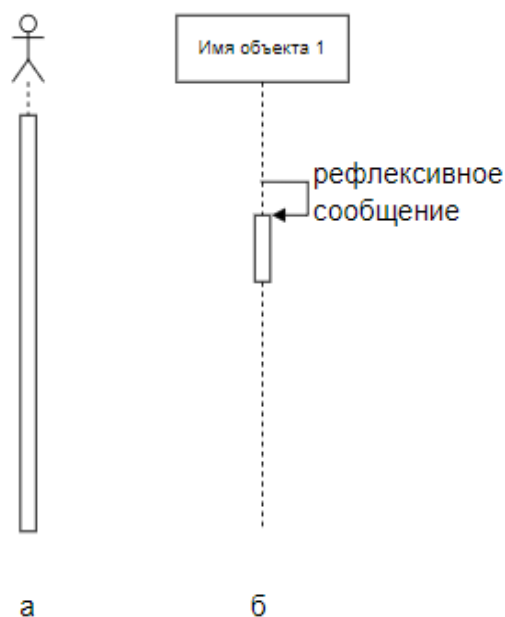 Имя объекта 1
рефлексивное
сообщение
а
б